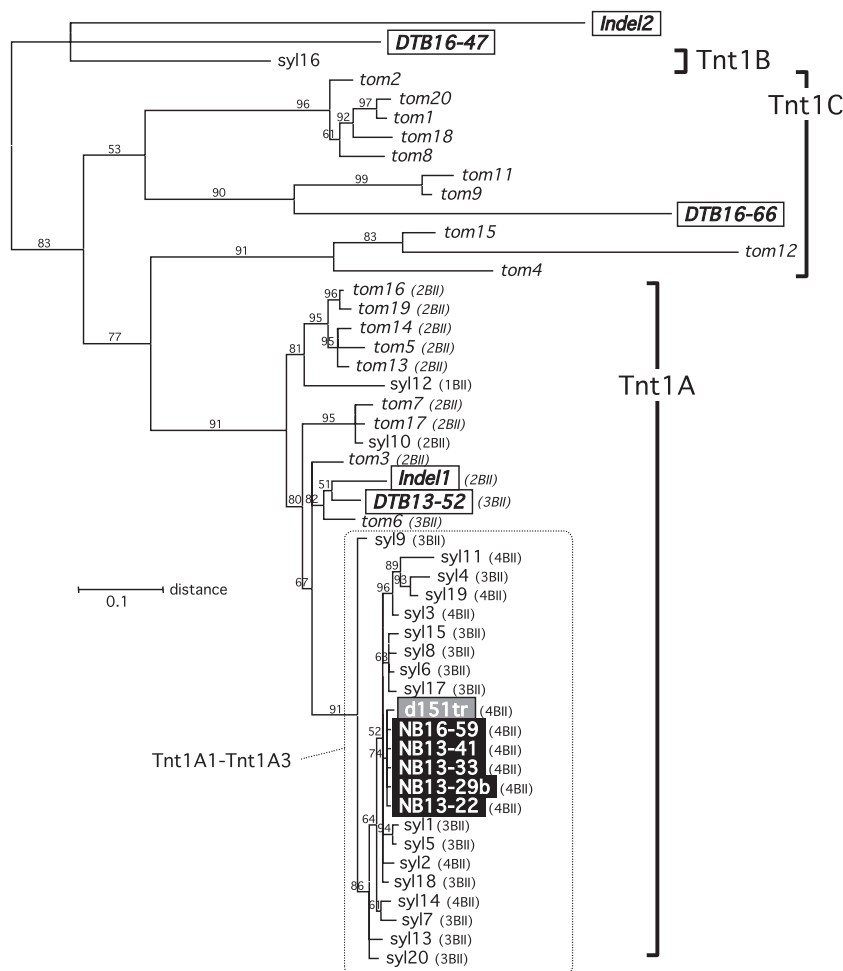 Indel2
DTB16-47
syl16
Tnt1B
tom2
Tnt1C
96
97
tom20
tom1
92
tom18
61
tom8
53
99
tom11
90
tom9
DTB16-66
83
tom15
83
91
tom12
tom4
96
tom16 (2BII)
tom19 (2BII)
95
tom14 (2BII)
95
tom5 (2BII)
77
81
tom13 (2BII)
syl12 (1BII)
Tnt1A
tom7 (2BII)
91
95
tom17 (2BII)
syl10 (2BII)
tom3 (2BII)
51
Indel1 (2BII)
80
82
DTB13-52 (3BII)
tom6 (3BII)
syl9 (3BII)
syl11 (4BII)
89
syl4 (3BII)
93
67
96
syl19 (4BII)
0.1
distance
syl3 (4BII)
syl15 (3BII)
63
syl8 (3BII)
syl6 (3BII)
syl17 (3BII)
91
d151tr (4BII)
52
NB16-59 (4BII)
74
NB13-41 (4BII)
Tnt1A1-Tnt1A3
NB13-33 (4BII)
NB13-29b (4BII)
NB13-22 (4BII)
64
94
syl1 (3BII)
syl5 (3BII)
syl2 (4BII)
86
syl18 (3BII)
61
syl14 (4BII)
syl7 (3BII)
syl13 (3BII)
syl20 (3BII)